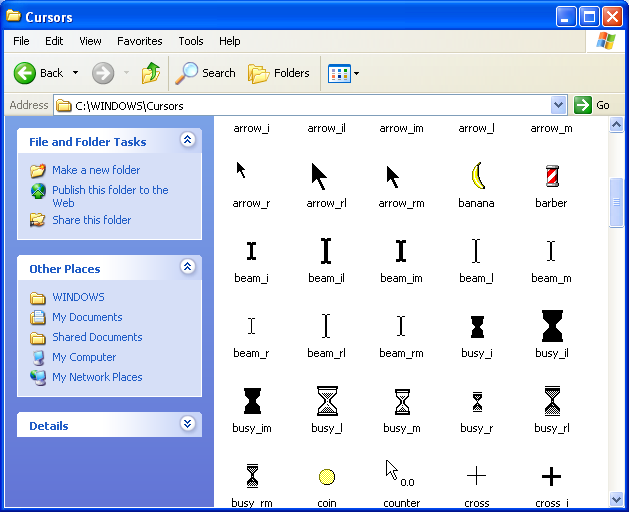 Cursors
File Edit View Favorites Tools Help
Back Search Folders
Address C:\WINDOWS\Cursors Go
File and Folder Tasks
Make a new folder
Publish this folder to the
Web
Share this folder
Other Places
WINDOWS
My Documents
Shared Documents
My Computer
My Network Places
Details
arrow_i arrow_il arrow_im arrow_l arrow_m
arrow_r arrow_rl arrow_rm banana barber
beam_i beam_il beam_im beam_l beam_m
beam_r beam_rl beam_rm busy_i busy_il
busy_im busy_l busy_m busy_r busy_rl
0.0
busy_rm coin counter cross cross_i